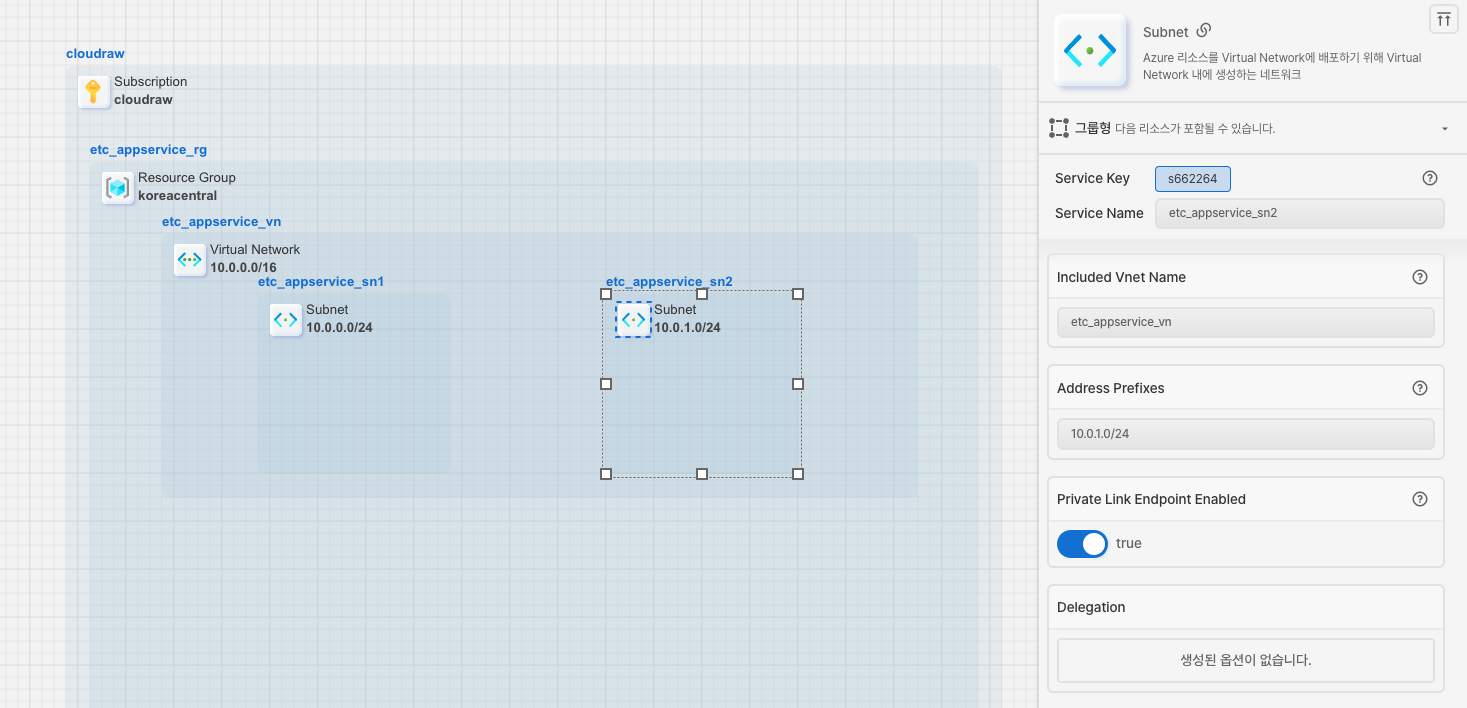 cloudraw
Subscription
cloudraw
etc_appservice_rg
Resource Group
koreacentral
etc_appservice_vn
Virtual Network
10.0.0.0/16
etc_appservice_sn1
Subnet
10.0.0.0/24
etc_appservice_sn2
Subnet
10.0.1.0/24
Subnet
Azure 리소스를 Virtual Network에 배포하기 위해 Virtual
Network 내에 생성하는 네트워크
그룹형 다음 리소스가 포함될 수 있습니다.
Service Key s662264
Service Name etc_appservice_sn2
Included Vnet Name
etc_appservice_vn
Address Prefixes
10.0.1.0/24
Private Link Endpoint Enabled
true
Delegation
생성된 옵션이 없습니다.